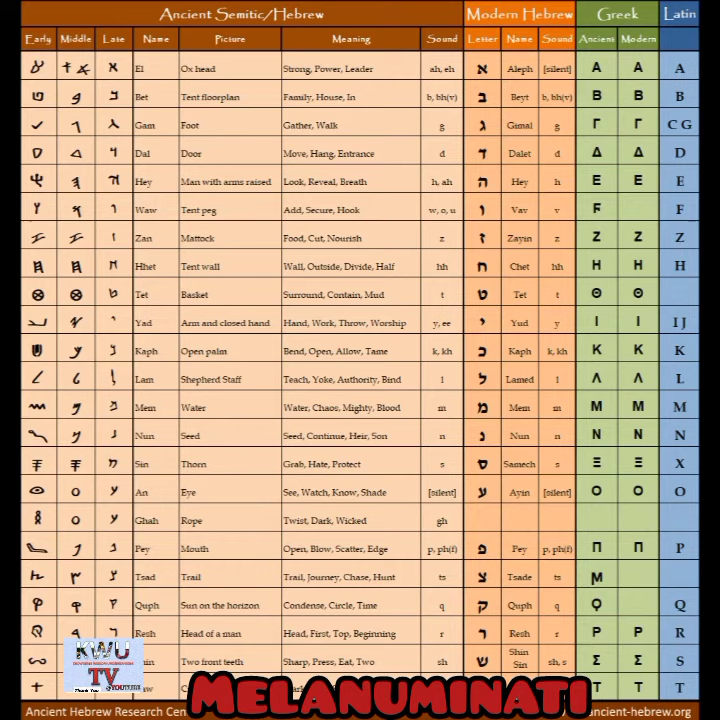 Ancient Semitic/Hebrew Modern Hebrew Greek Latin
Early Middle Late Name Picture Meaning Sound Letter Name Sound Ancient Modern
El Ox head Strong, Power, Leader ah, eh א Aleph [silent] Α Α A
Bet Tent floorplan Family, House, In b, bh(v) ב Beyt b, bh(v) Β Β B
Gam Foot Gather, Walk g ג Gimal g Γ Γ C G
Dal Door Move, Hang, Entrance d ד Dalet d Δ Δ D
Hey Man with arms raised Look, Reveal, Breath h, ah ה Hey h Ε Ε E
Waw Tent peg Add, Secure, Hook w, o, u ו Vav v Ϝ F
Zan Mattock Food, Cut, Nourish z ז Zayin z Ζ Ζ Z
Hhet Tent wall Wall, Outside, Divide, Half hh ח Chet hh Η Η H
Tet Basket Surround, Contain, Mud t ט Tet t Θ Θ
Yad Arm and closed hand Hand, Work, Throw, Worship y, ee י Yud y Ι Ι I J
Kaph Open palm Bend, Open, Allow, Tame k, kh כ Kaph k, kh Κ Κ K
Lam Shepherd Staff Teach, Yoke, Authority, Bind l ל Lamed l Λ Λ L
Mem Water Water, Chaos, Mighty, Blood m מ Mem m Μ Μ M
Nun Seed Seed, Continue, Heir, Son n נ Nun n Ν Ν N
Sin Thorn Grab, Hate, Protect s ס Samech s Ξ Ξ X
An Eye See, Watch, Know, Shade [silent] ע Ayin [silent] Ο Ο O
Ghah Rope Twist, Dark, Wicked gh
Pey Mouth Open, Blow, Scatter, Edge p, ph(f) פ Pey p, ph(f) Π Π P
Tsad Trail Trail, Journey, Chase, Hunt ts צ Tsade ts Ϻ
Quph Sun on the horizon Condense, Circle, Time q ק Quph q Ϙ Q
Resh Head of a man Head, First, Top, Beginning r ר Resh r Ρ Ρ R
Two front teeth Sharp, Press, Eat, Two sh ש Shin Sin sh, s Σ Σ S
Τ Τ T
KWU
TV
Thank You @YOUTUBE
MELANUMINATI
Ancient Hebrew Research
ancient-hebrew.org